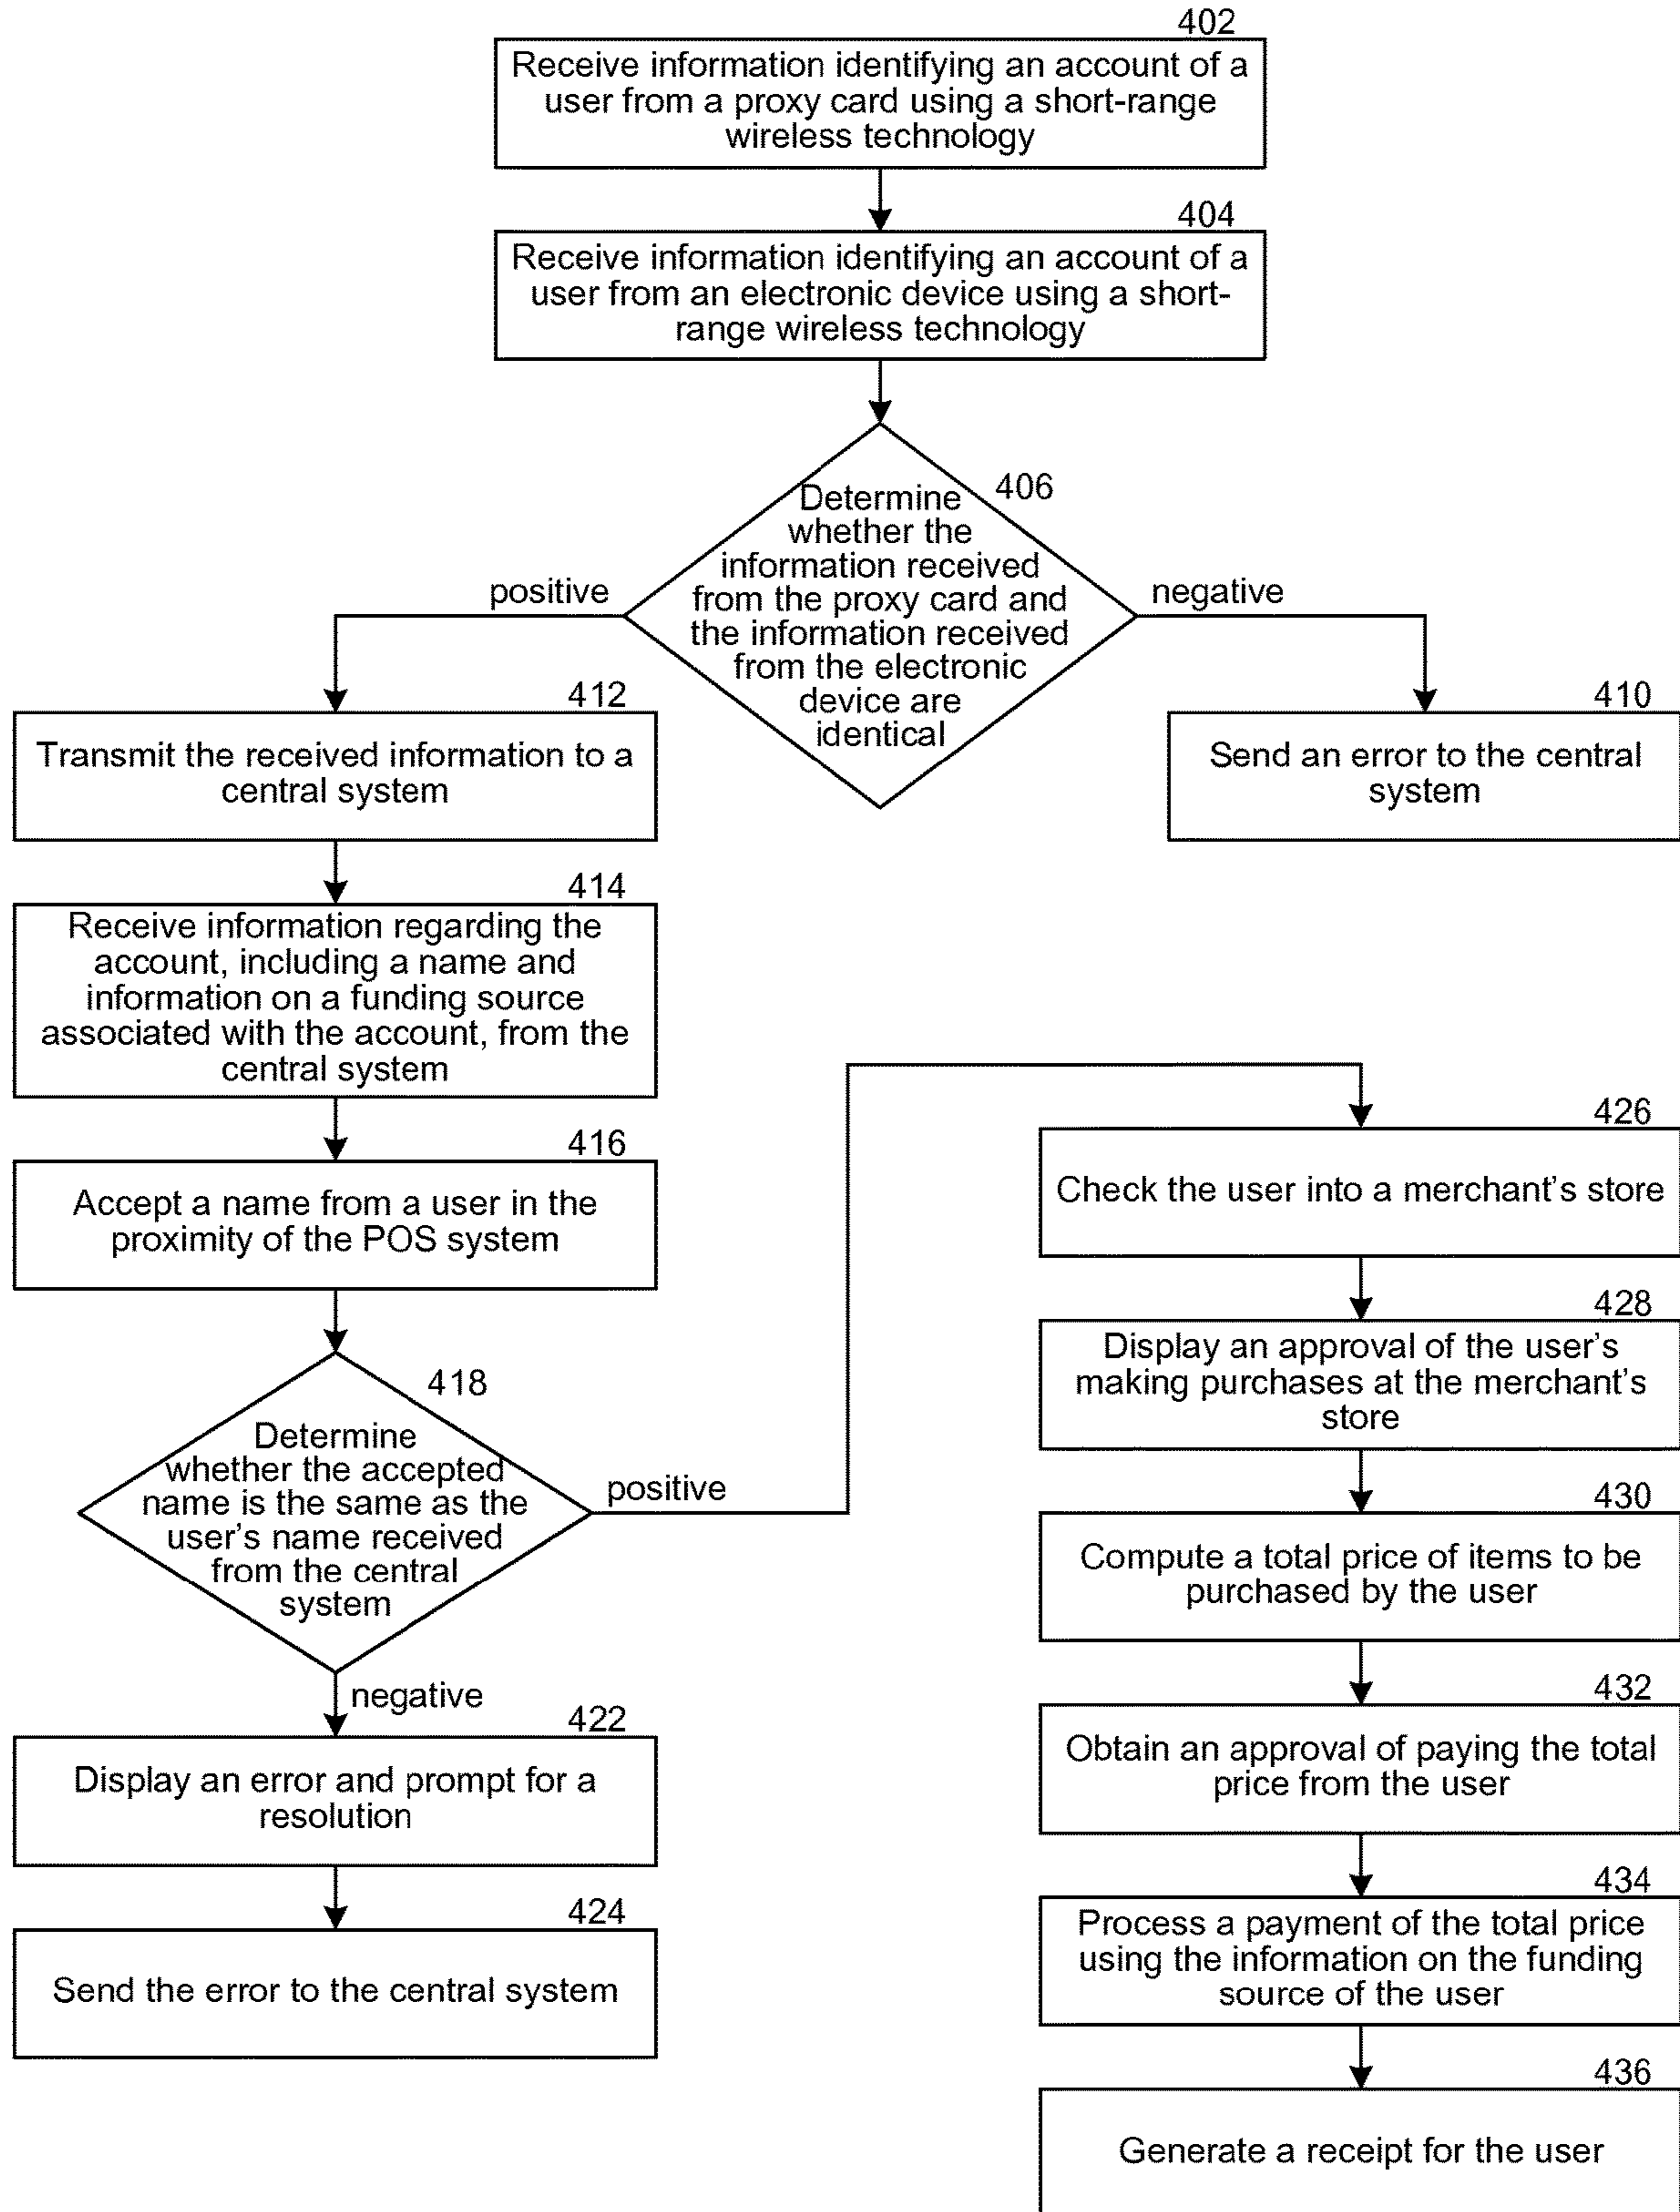 402
Receive information identifying an account of a
user from a proxy card using a short-range
wireless technology
404
Receive information identifying an account of a
user from an electronic device using a short-
range wireless technology
406
Determine
whether the
information received
from the proxy card and
the information received
from the electronic
device are
identical
positive
negative
412
Transmit the received information to a
central system
410
Send an error to the central
system
414
Receive information regarding the
account, including a name and
information on a funding source
associated with the account, from the
central system
416
Accept a name from a user in the
proximity of the POS system
418
Determine
whether the accepted
name is the same as the
user's name received
from the central
system
positive
negative
422
Display an error and prompt for a
resolution
424
Send the error to the central system
426
Check the user into a merchant's store
428
Display an approval of the user's
making purchases at the merchant's
store
430
Compute a total price of items to be
purchased by the user
432
Obtain an approval of paying the total
price from the user
434
Process a payment of the total price
using the information on the funding
source of the user
436
Generate a receipt for the user